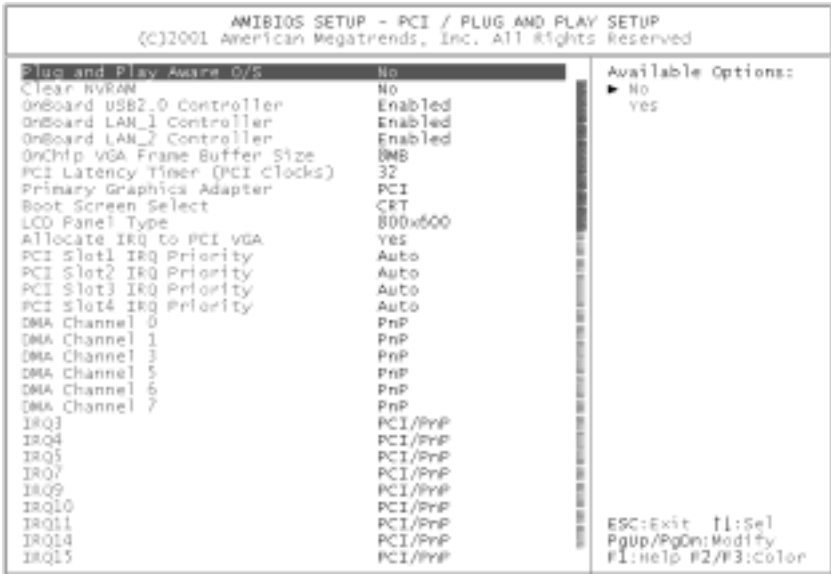 AMIBIOS SETUP - PCI / PLUG AND PLAY SETUP
(C)2001 American Megatrends, Inc. All Rights Reserved
Plug and Play Aware O/S No
Clear NVRAM No
OnBoard USB2.0 Controller Enabled
OnBoard LAN_1 Controller Enabled
OnBoard LAN_2 Controller Enabled
OnChip VGA Frame Buffer Size 8MB
PCI Latency Timer (PCI Clocks) 32
Primary Graphics Adapter PCI
Boot Screen Select CRT
LCD Panel Type 800x600
Allocate IRQ to PCI VGA Yes
PCI Slot1 IRQ Priority Auto
PCI Slot2 IRQ Priority Auto
PCI Slot3 IRQ Priority Auto
PCI Slot4 IRQ Priority Auto
DMA Channel 0 PnP
DMA Channel 1 PnP
DMA Channel 3 PnP
DMA Channel 5 PnP
DMA Channel 6 PnP
DMA Channel 7 PnP
IRQ3 PCI/PnP
IRQ4 PCI/PnP
IRQ5 PCI/PnP
IRQ7 PCI/PnP
IRQ9 PCI/PnP
IRQ10 PCI/PnP
IRQ11 PCI/PnP
IRQ14 PCI/PnP
IRQ15 PCI/PnP
Available Options:
► No
Yes
ESC:Exit ↑↓:Sel
PgUp/PgDn:Modify
F1:Help F2/F3:Color